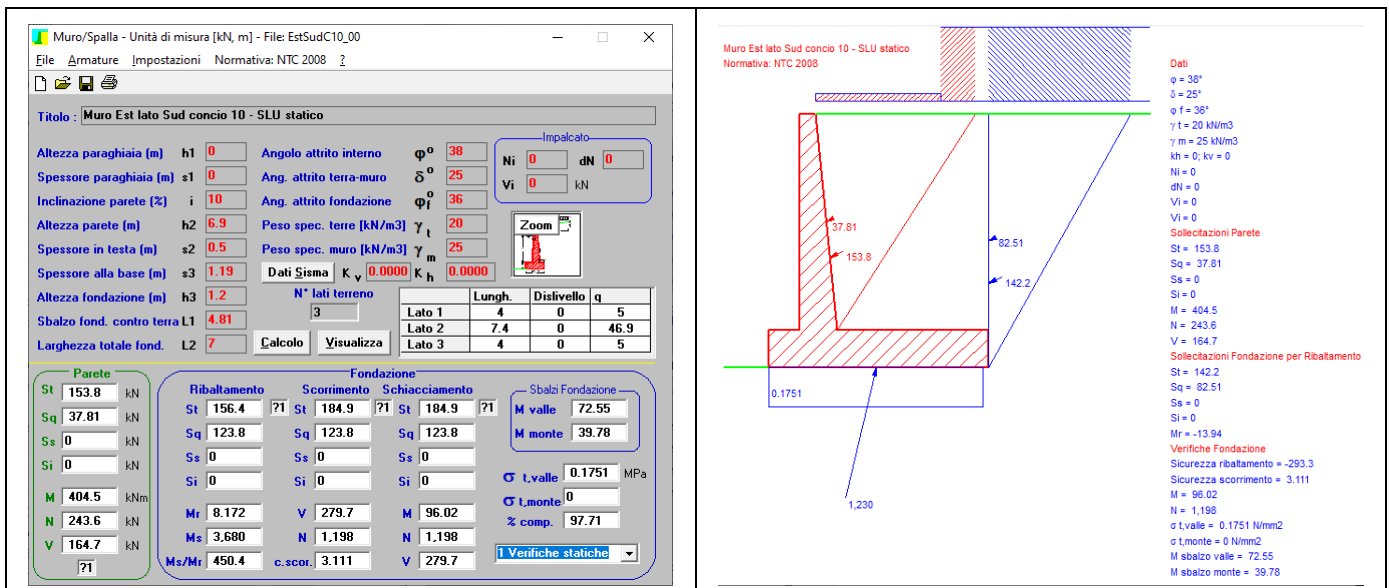 Muro/Spalla - Unità di misura [kN, m] - File: EstSudC10_00
File Armature Impostazioni Normativa: NTC 2008 ?
Titolo : Muro Est lato Sud concio 10 - SLU statico
Altezza paraghiaia (m) h1 0
Spessore paraghiaia (m) s1 0
Inclinazione parete (%) i 10
Altezza parete (m) h2 6.9
Spessore in testa (m) s2 0.5
Spessore alla base (m) s3 1.19
Altezza fondazione (m) h3 1.2
Sbalzo fond. contro terra L1 4.81
Larghezza totale fond. L2 7
Angolo attrito interno φ° 38
Ang. attrito terra-muro δ° 25
Ang. attrito fondazione φf° 36
Peso spec. terre [kN/m3] γt 20
Peso spec. muro [kN/m3] γm 25
Dati Sisma Kv 0.0000 Kh 0.0000
N° lati terreno
3
Calcolo Visualizza
Impalcato
Ni 0 dN 0
Vi 0 kN
Zoom
Lungh. Dislivello q
Lato 1 4 0 5
Lato 2 7.4 0 46.9
Lato 3 4 0 5
Parete
St 153.8 kN
Sq 37.81 kN
Ss 0 kN
Si 0 kN
M 404.5 kNm
N 243.6 kN
V 164.7 kN
?1
Fondazione
Ribaltamento Scorrimento Schiacciamento
St 156.4 ?1 St 184.9 ?1 St 184.9 ?1
Sq 123.8 Sq 123.8 Sq 123.8
Ss 0 Ss 0 Ss 0
Si 0 Si 0 Si 0
Mr 8.172 V 279.7 M 96.02
Ms 3,680 N 1,198 N 1,198
Ms/Mr 450.4 c.scor. 3.111 V 279.7
Sbalzi Fondazione
M valle 72.55
M monte 39.78
σ t,valle 0.1751 MPa
σ t,monte 0
% comp. 97.71
1 Verifiche statiche
Muro Est lato Sud concio 10 - SLU statico
Normativa: NTC 2008
37.81
153.8
82.51
142.2
0.1751
1,230
Dati
φ = 38°
δ = 25°
φ f = 36°
γ t = 20 kN/m3
γ m = 25 kN/m3
kh = 0; kv = 0
Ni = 0
dN = 0
Vi = 0
Vi = 0
Sollecitazioni Parete
St = 153.8
Sq = 37.81
Ss = 0
Si = 0
M = 404.5
N = 243.6
V = 164.7
Sollecitazioni Fondazione per Ribaltamento
St = 142.2
Sq = 82.51
Ss = 0
Si = 0
Mr = -13.94
Verifiche Fondazione
Sicurezza ribaltamento = -293.3
Sicurezza scorrimento = 3.111
M = 96.02
N = 1,198
σ t,valle = 0.1751 N/mm2
σ t,monte = 0 N/mm2
M sbalzo valle = 72.55
M sbalzo monte = 39.78